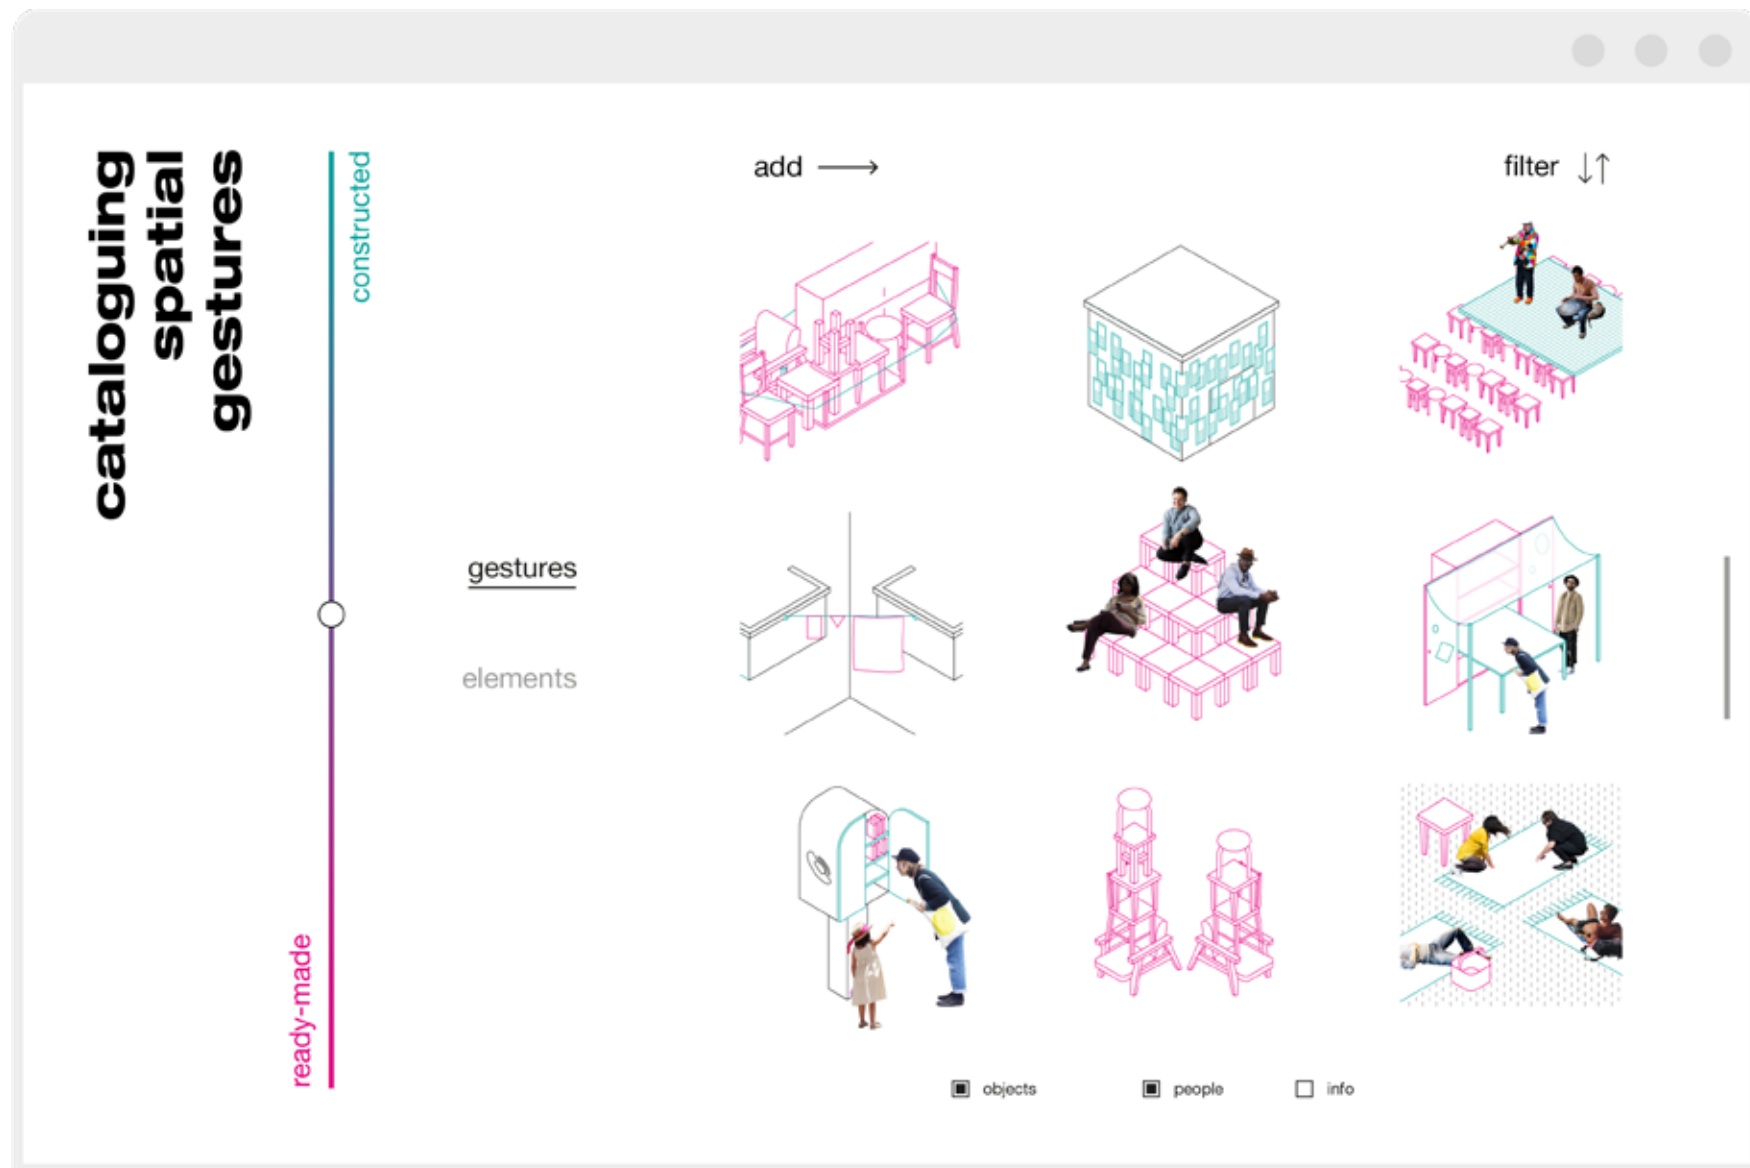 cataloguing
spatial
gestures
constructed
ready-made
gestures
elements
add
filter
objects
people
info